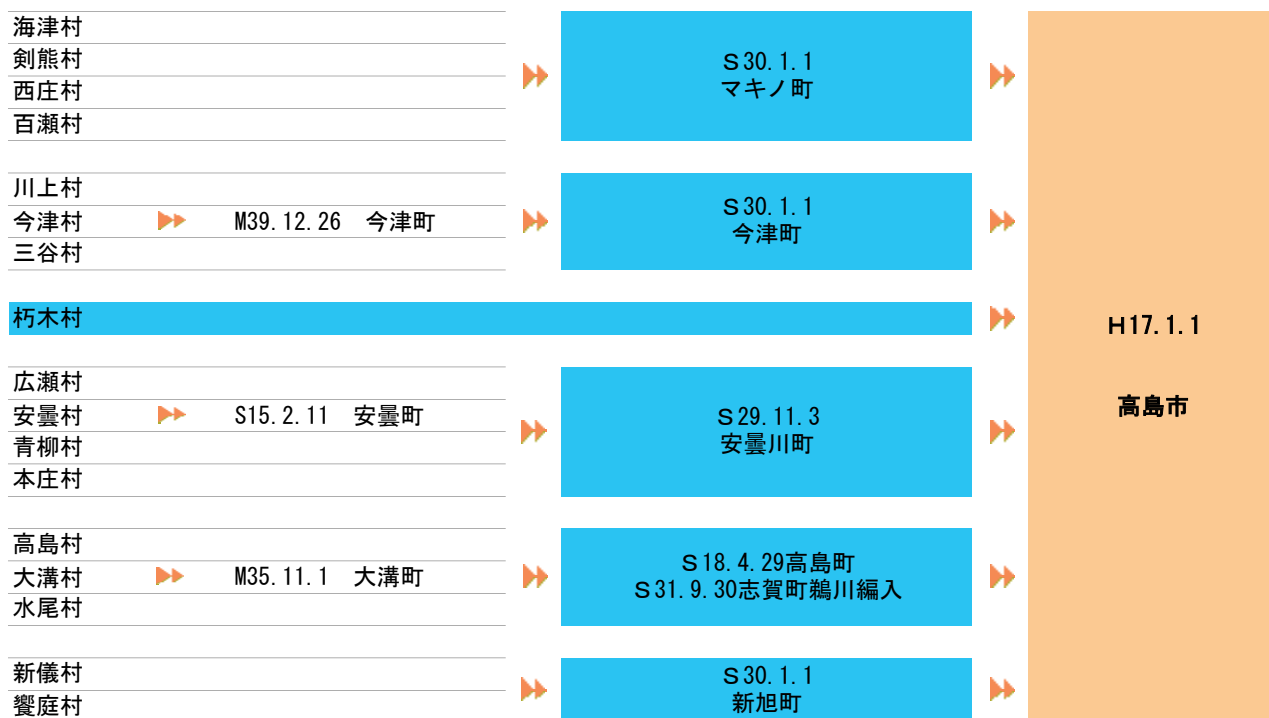 海津村
剣熊村
西庄村
百瀬村
S30.1.1
マキノ町
川上村
今津村 M39.12.26 今津町
三谷村
S30.1.1
今津町
朽木村
広瀬村
安曇村 S15.2.11 安曇町
青柳村
本庄村
S29.11.3
安曇川町
高島村
大溝村 M35.11.1 大溝町
水尾村
S18.4.29高島町
S31.9.30志賀町鵜川編入
新儀村
饗庭村
S30.1.1
新旭町
H17.1.1
高島市